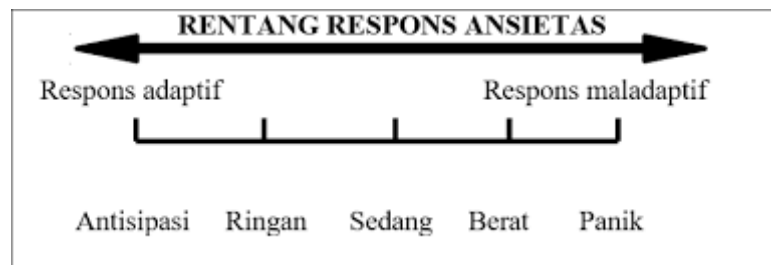 RENTANG RESPONS ANSIETAS
Respons adaptif Respons maladaptif
Antisipasi Ringan Sedang Berat Panik